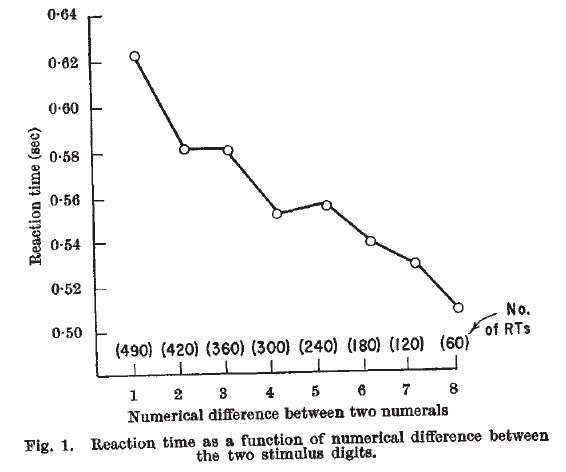 0·64
0·62
0·60
0·58
0·56
0·54
0·52
0·50
Reaction time (sec)
No.
of RTs
(490) (420) (360) (300) (240) (180) (120) (60)
1 2 3 4 5 6 7 8
Numerical difference between two numerals
Fig. 1. Reaction time as a function of numerical difference between
the two stimulus digits.